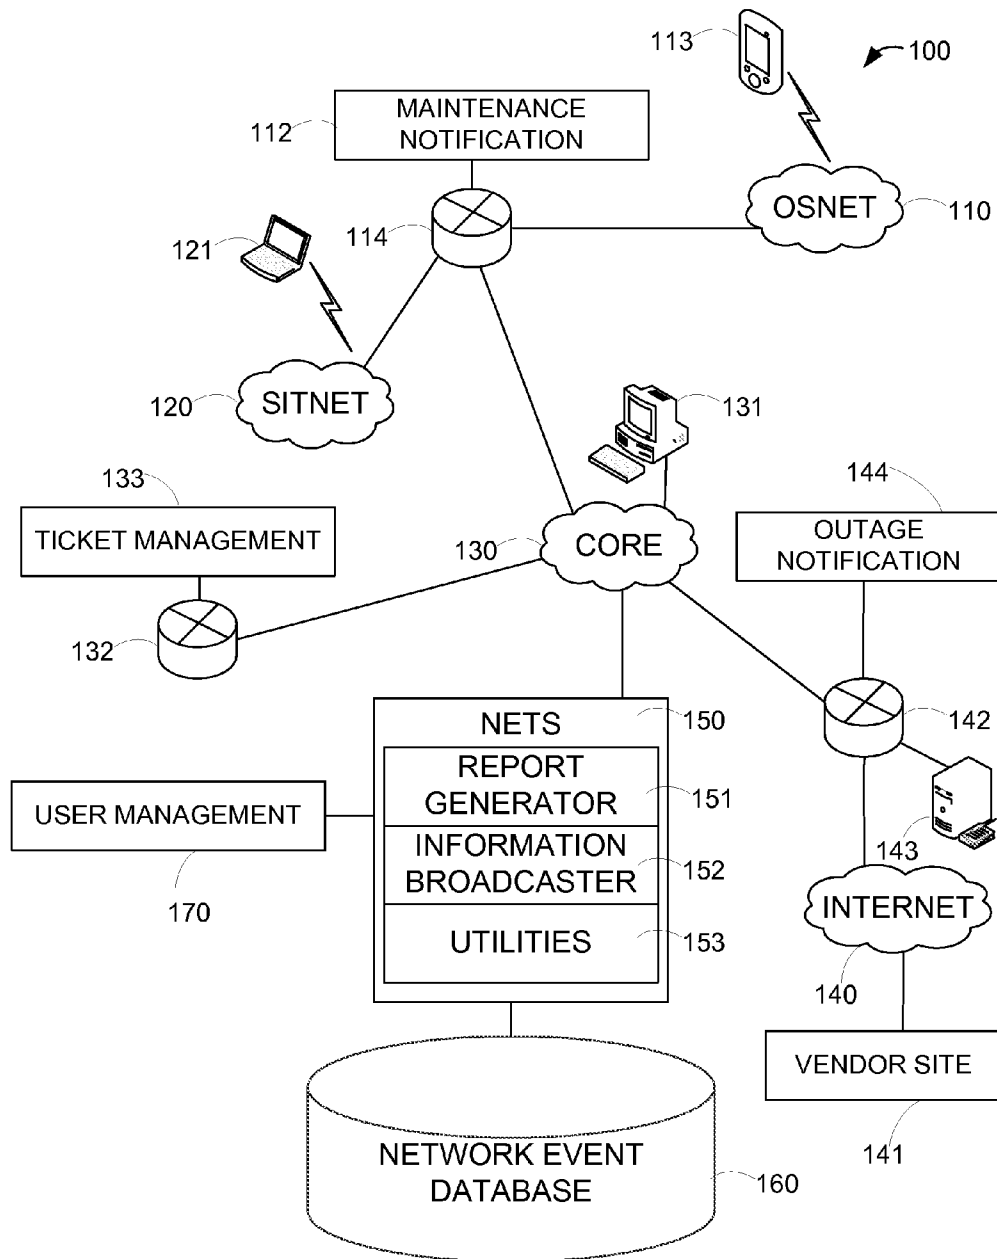 113
100
MAINTENANCE
NOTIFICATION
112
OSNET
110
114
121
SITNET
120
131
133
144
TICKET MANAGEMENT
CORE
130
OUTAGE
NOTIFICATION
132
142
NETS
150
REPORT
GENERATOR
151
USER MANAGEMENT
INFORMATION
BROADCASTER
152
143
170
INTERNET
UTILITIES
153
140
VENDOR SITE
141
NETWORK EVENT
DATABASE
160